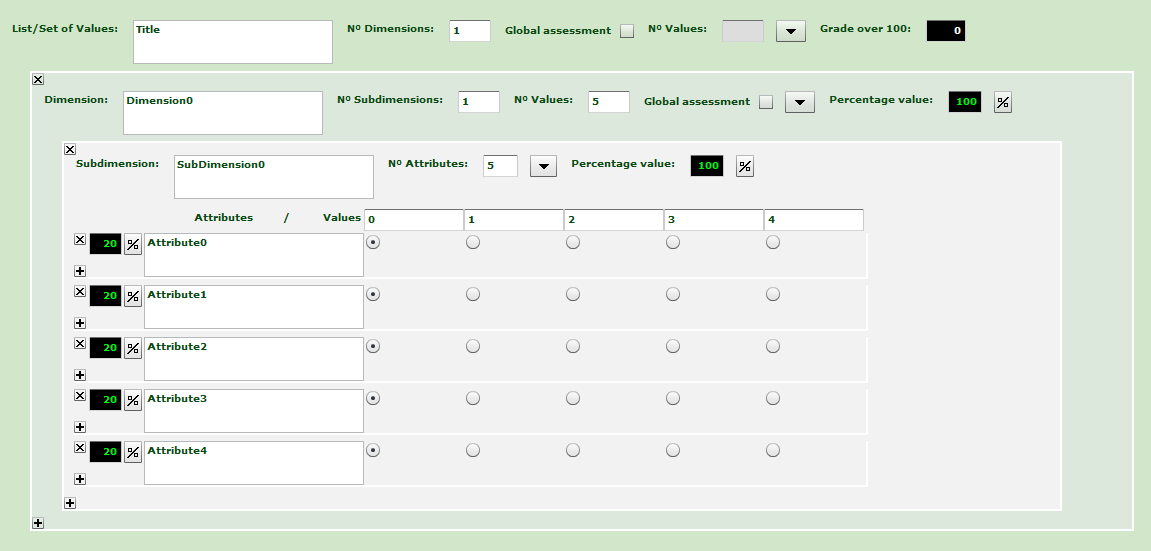 List/Set of Values: Title Nº Dimensions: 1 Global assessment Nº Values: Grade over 100: 0
Dimension: Dimension0 Nº Subdimensions: 1 Nº Values: 5 Global assessment Percentage value: 100 %
Subdimension: SubDimension0 Nº Attributes: 5 Percentage value: 100 %
Attributes / Values 0 1 2 3 4
20 % Attribute0
20 % Attribute1
20 % Attribute2
20 % Attribute3
20 % Attribute4